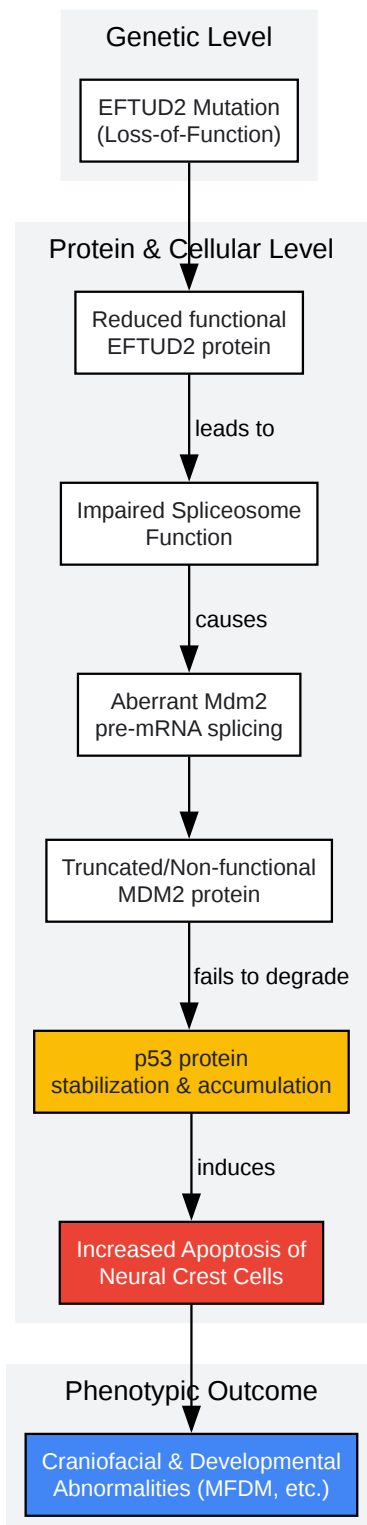 Genetic Level
EFTUD2 Mutation
(Loss-of-Function)
Protein & Cellular Level
Reduced functional
EFTUD2 protein
leads to
Impaired Spliceosome
Function
causes
Aberrant Mdm2
pre-mRNA splicing
Truncated/Non-functional
MDM2 protein
fails to degrade
p53 protein
stabilization & accumulation
induces
Increased Apoptosis of
Neural Crest Cells
Phenotypic Outcome
Craniofacial & Developmental
Abnormalities (MFDM, etc.)